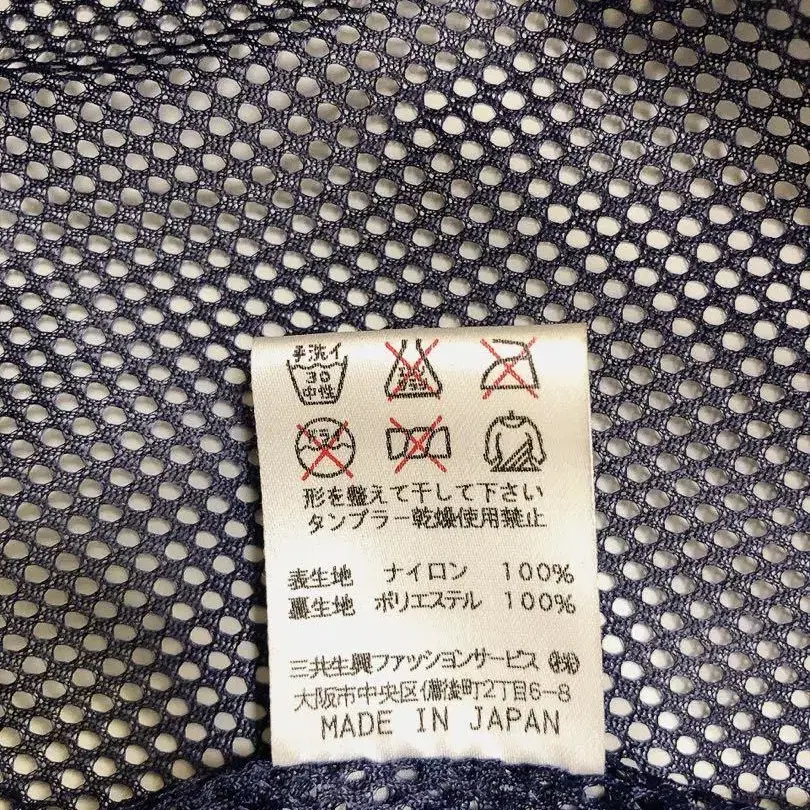 手洗イ
30
中性
形を整えて干して下さい
タンブラー乾燥使用禁止
表生地 ナイロン 100%
裏生地 ポリエステル 100%
三共生興ファッションサービス ㈱
大阪市中央区備後町2丁目6-8
MADE IN JAPAN